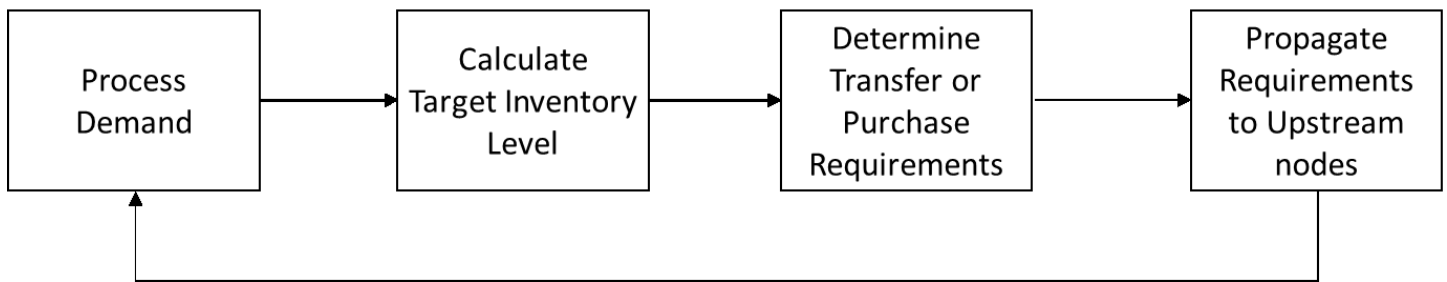 Process
Demand
Calculate
Target Inventory
Level
Determine
Transfer or
Purchase
Requirements
Propagate
Requirements
to Upstream
nodes